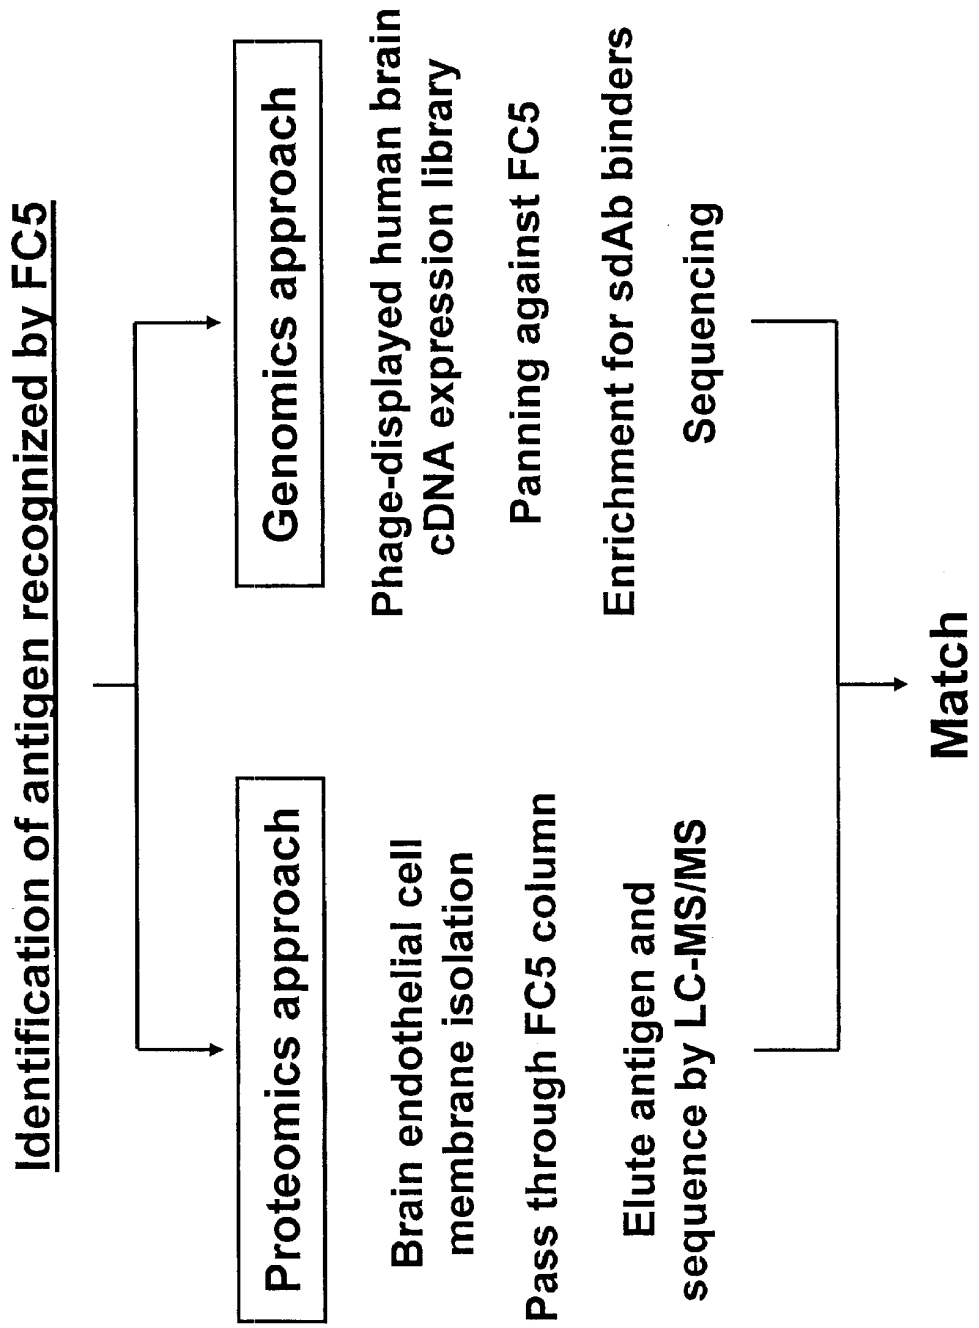 Identification of antigen recognized by FC5
Proteomics approach
Brain endothelial cell
membrane isolation
Pass through FC5 column
Elute antigen and
sequence by LC-MS/MS
Genomics approach
Phage-displayed human brain
cDNA expression library
Panning against FC5
Enrichment for sdAb binders
Sequencing
Match